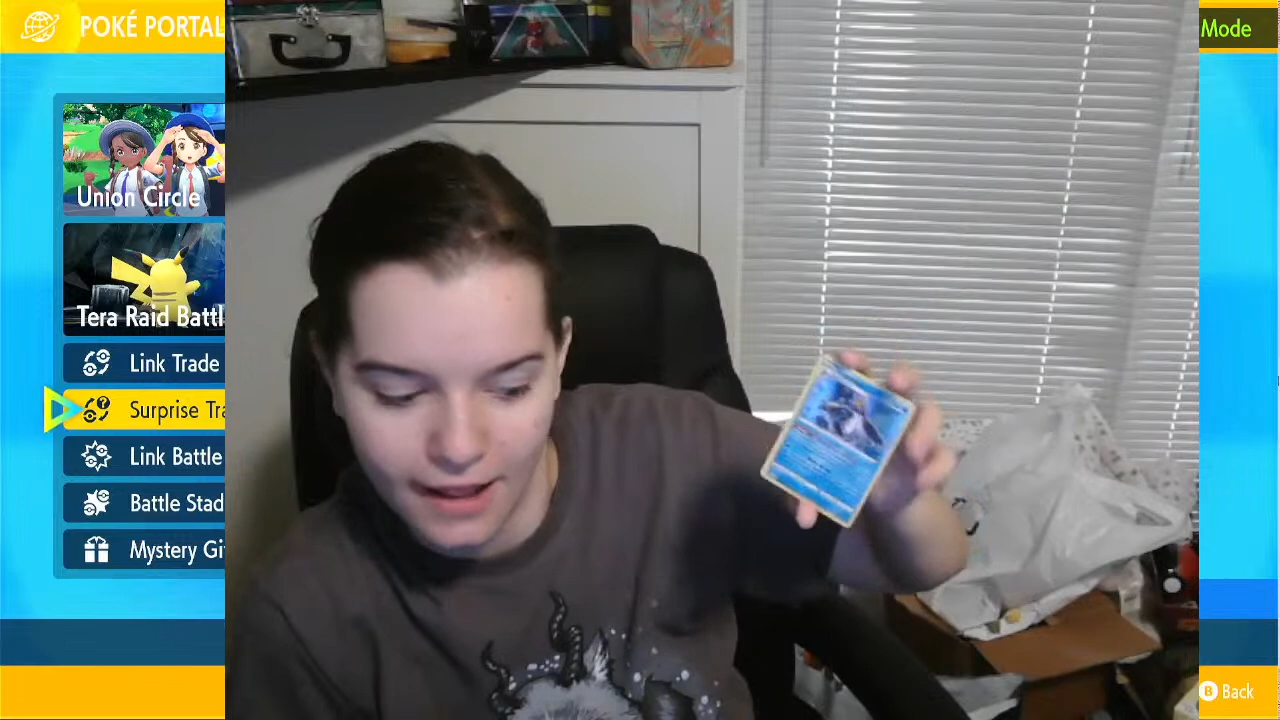 POKÉ PORTAL
Mode
Union Circle
Tera Raid Battl
Link Trade
Surprise Tra
Link Battle
Battle Stad
Mystery Gi
B Back